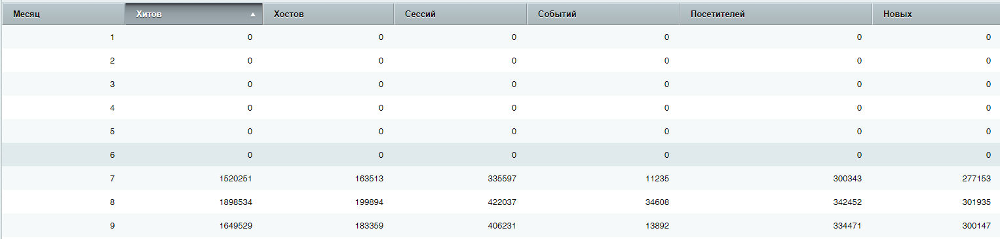 Месяц Хитов Хостов Сессий Событий Посетителей Новых
1 0 0 0 0 0 0
2 0 0 0 0 0 0
3 0 0 0 0 0 0
4 0 0 0 0 0 0
5 0 0 0 0 0 0
6 0 0 0 0 0 0
7 1520251 163513 335597 11235 300343 277153
8 1898534 199894 422037 34608 342452 301935
9 1649529 183359 406231 13892 334471 300147